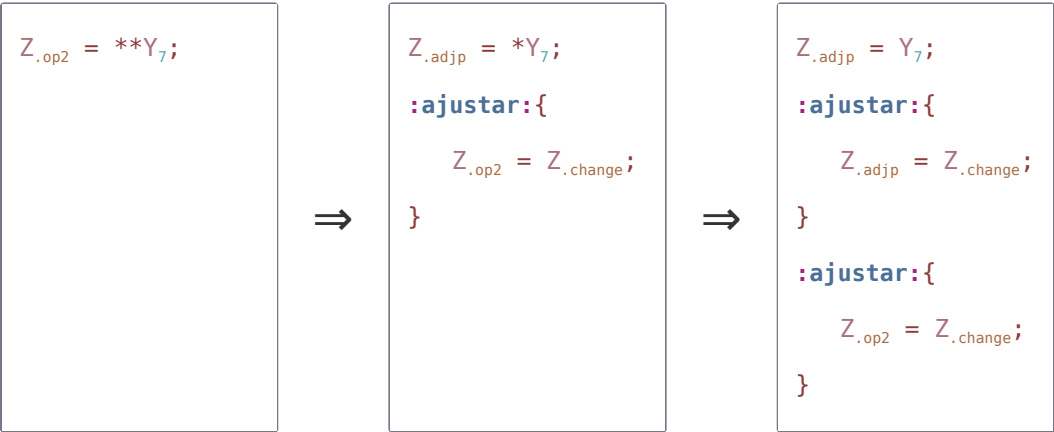 Z.op2 = **Y7;
⇒
Z.adjp = *Y7;
:ajustar:{
Z.op2 = Z.change;
}
⇒
Z.adjp = Y7;
:ajustar:{
Z.adjp = Z.change;
}
:ajustar:{
Z.op2 = Z.change;
}